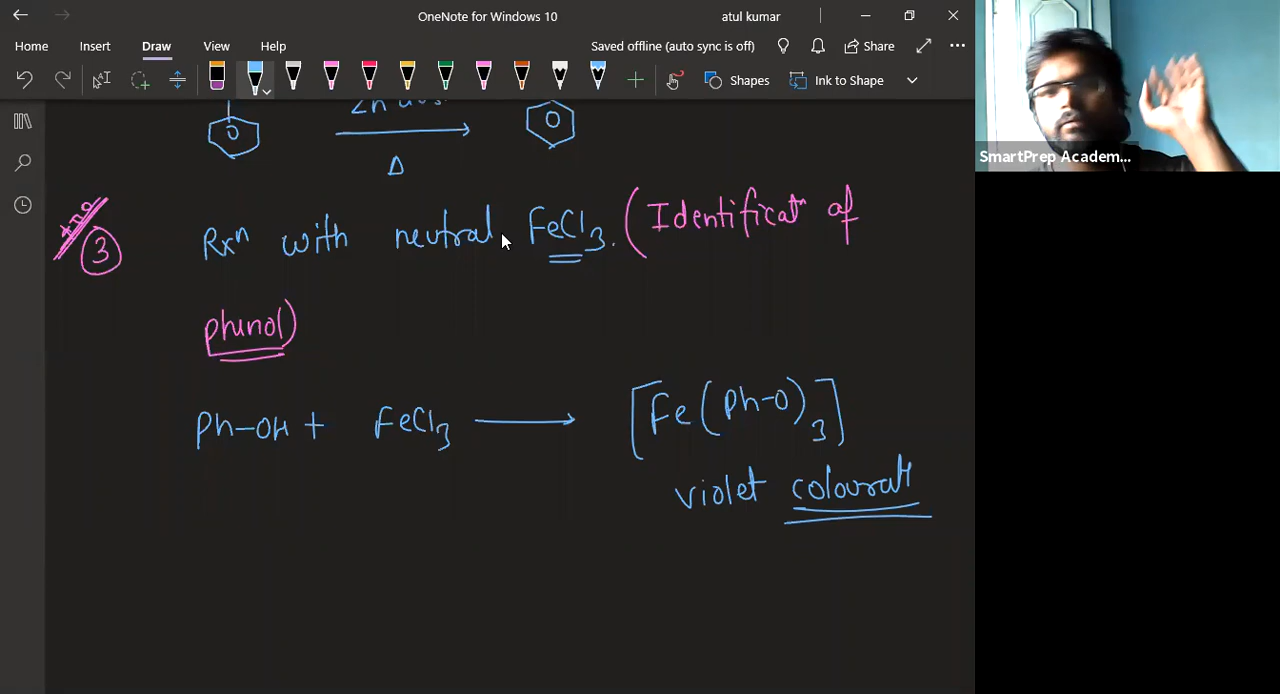 OneNote for Windows 10
atul kumar
Home Insert Draw View Help
Saved offline (auto sync is off)
Share
Shapes
Ink to Shape
SmartPrep Academ...
O
O
Δ
3
Rxⁿ with neutral FeCl₃. (Identificatⁿ of
phinol)
Ph-OH + FeCl₃ → [Fe(Ph-O)₃]
violet